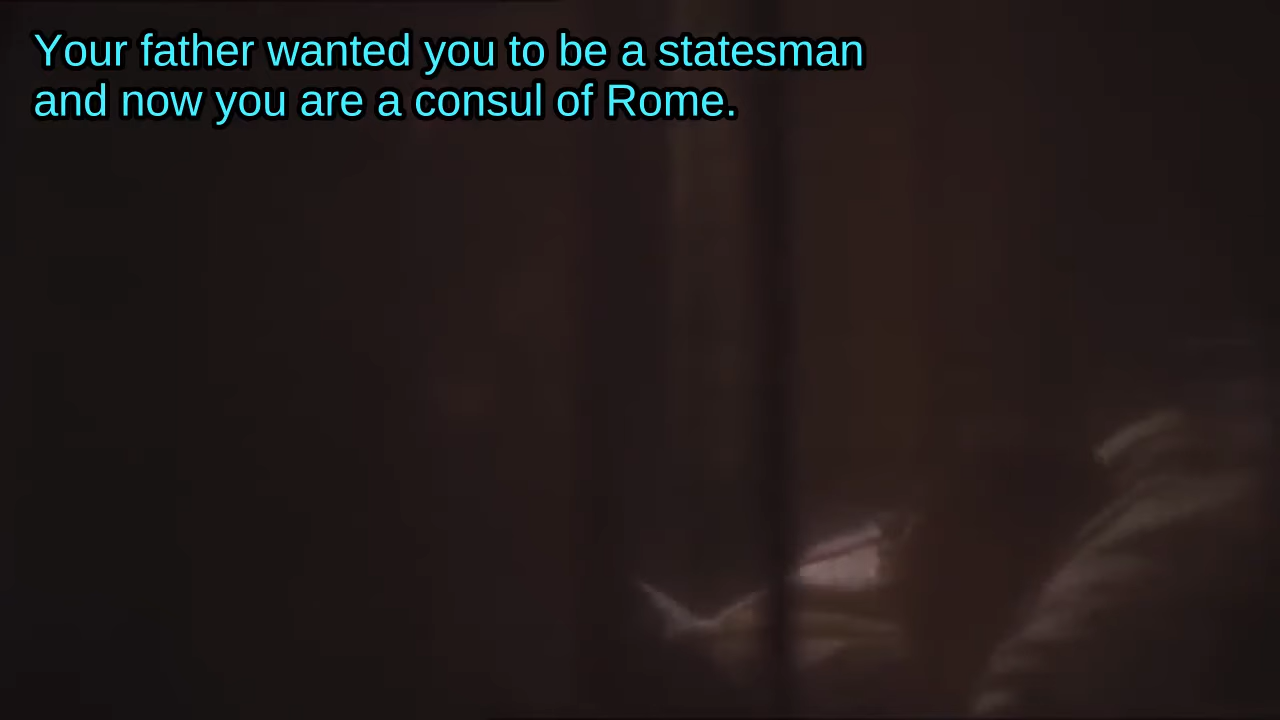 Your father wanted you to be a statesman
and now you are a consul of Rome.